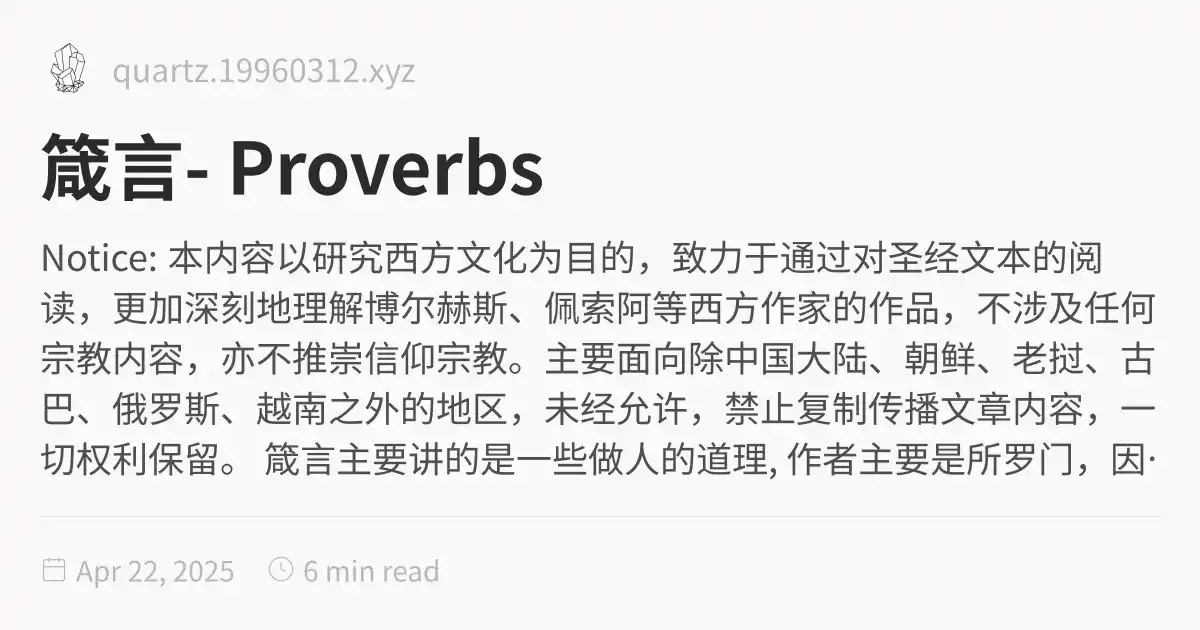 quartz.19960312.xyz
箴言- Proverbs
Notice: 本内容以研究西方文化为目的，致力于通过对圣经文本的阅
读，更加深刻地理解博尔赫斯、佩索阿等西方作家的作品，不涉及任何
宗教内容，亦不推崇信仰宗教。主要面向除中国大陆、朝鲜、老挝、古
巴、俄罗斯、越南之外的地区，未经允许，禁止复制传播文章内容，一
切权利保留。 箴言主要讲的是一些做人的道理, 作者主要是所罗门，因·
Apr 22, 2025 6 min read